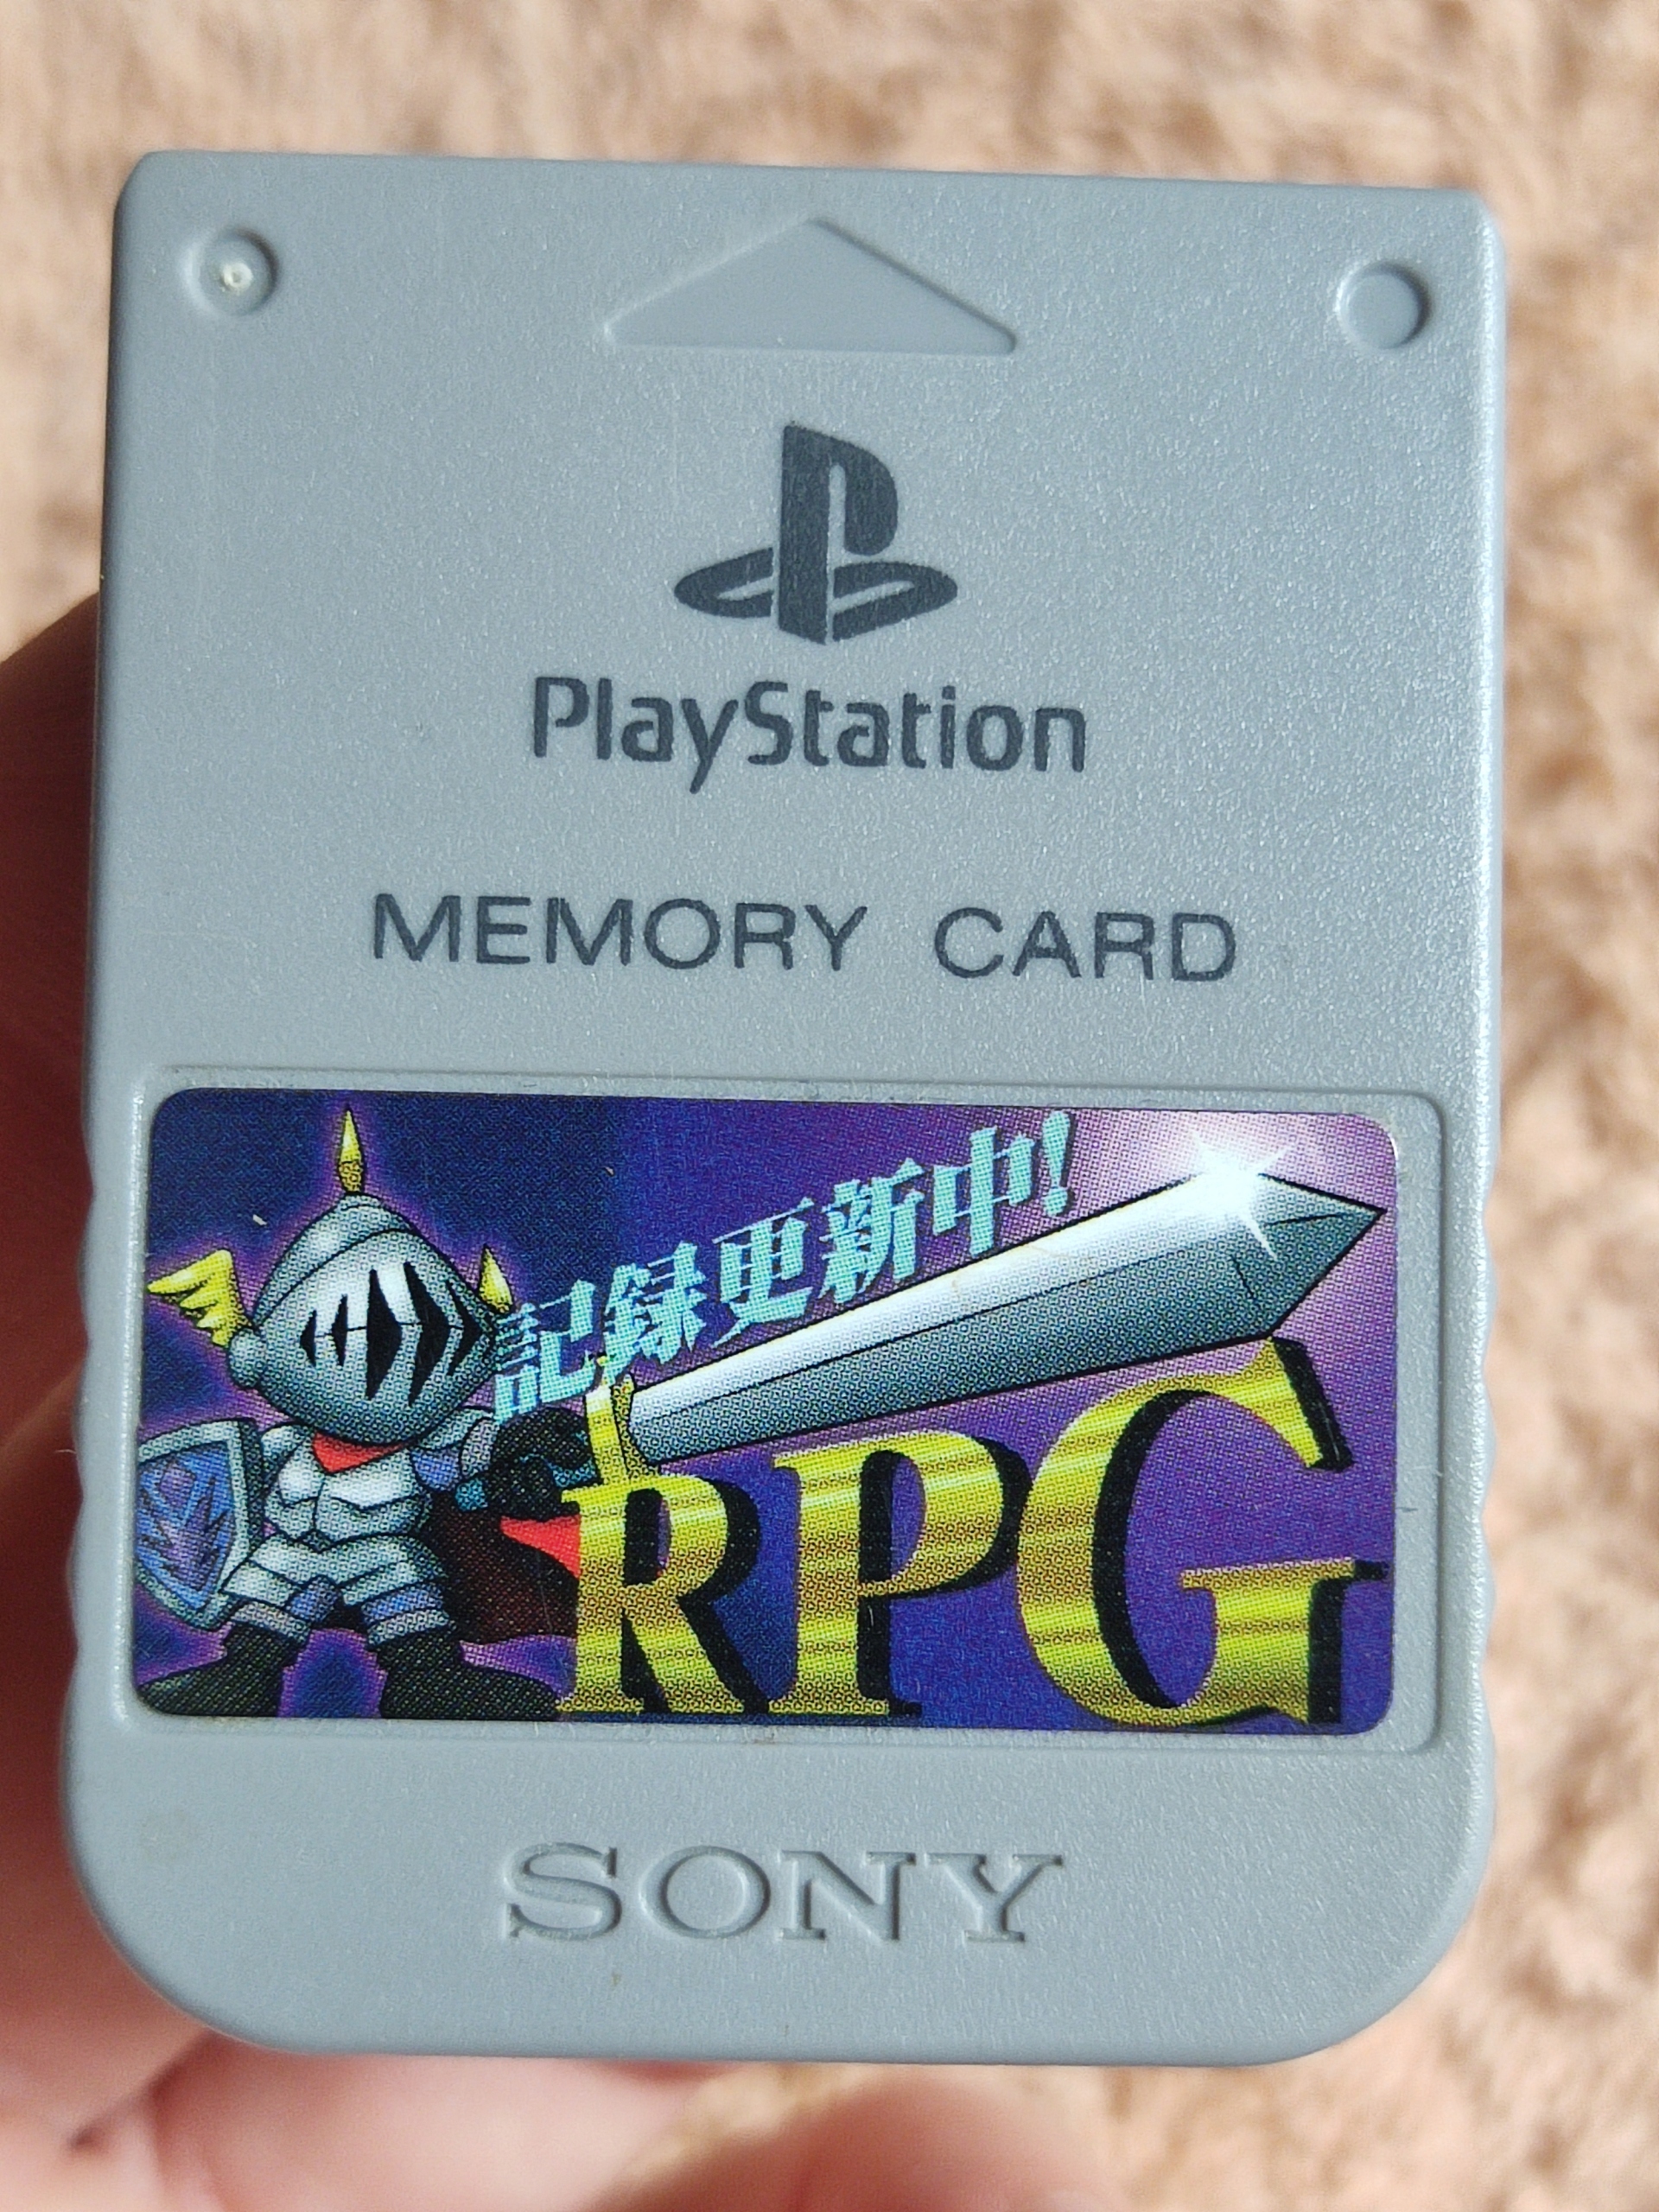 PlayStation
MEMORY CARD
記録更新中!
RPG
SONY